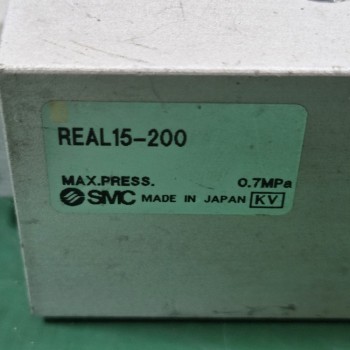 REAL15-200
MAX.PRESS. 0.7MPa
SMC MADE IN JAPAN KV